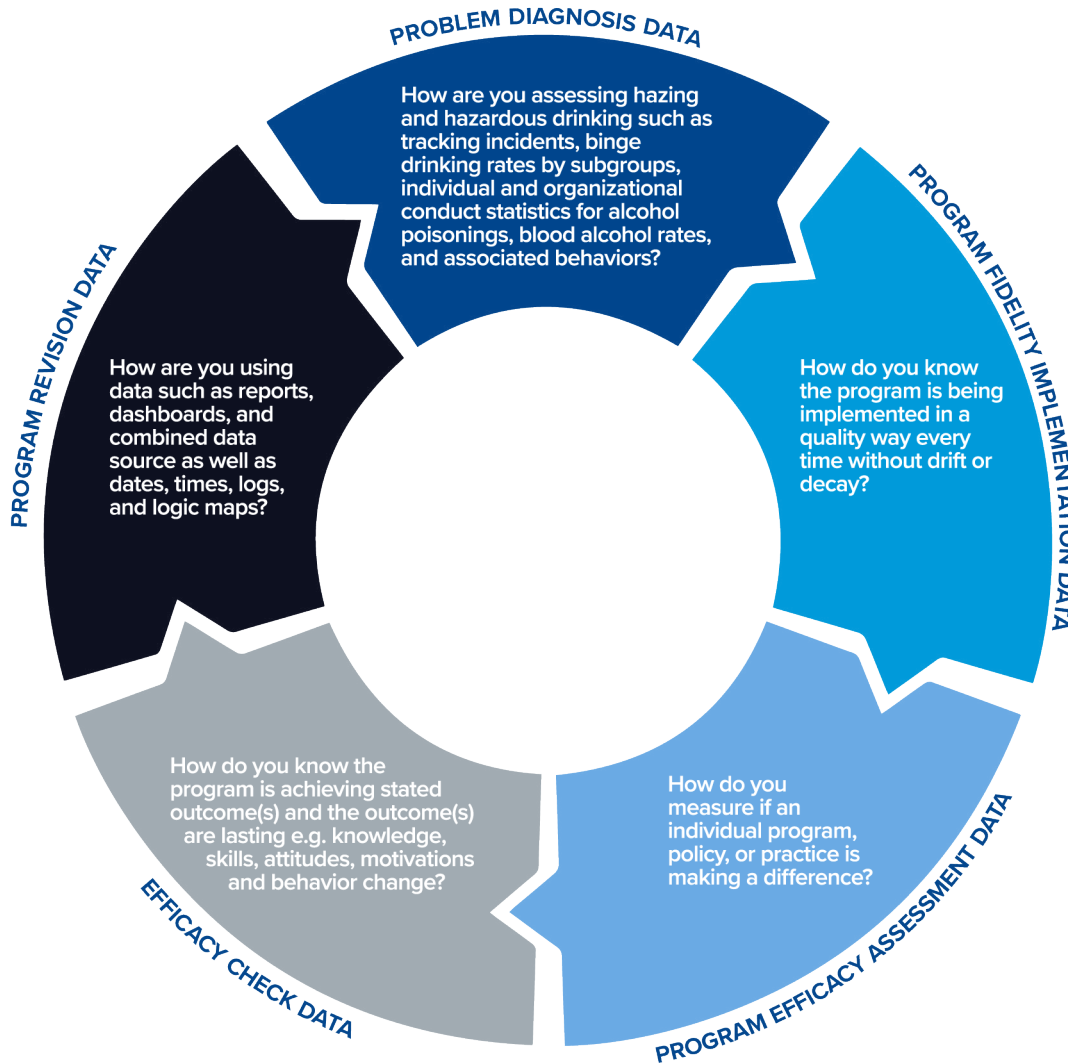 PROBLEM DIAGNOSIS DATA
How are you assessing hazing
and hazardous drinking such as
tracking incidents, binge
drinking rates by subgroups,
individual and organizational
conduct statistics for alcohol
poisonings, blood alcohol rates,
and associated behaviors?
PROGRAM FIDELITY IMPLEMENTATION DATA
How do you know
the program is being
implemented in a
quality way every
time without drift or
decay?
PROGRAM EFFICACY ASSESSMENT DATA
How do you
measure if an
individual program,
policy, or practice is
making a difference?
EFFICACY CHECK DATA
How do you know the
program is achieving stated
outcome(s) and the outcome(s)
are lasting e.g. knowledge,
skills, attitudes, motivations
and behavior change?
PROGRAM REVISION DATA
How are you using
data such as reports,
dashboards, and
combined data
source as well as
dates, times, logs,
and logic maps?